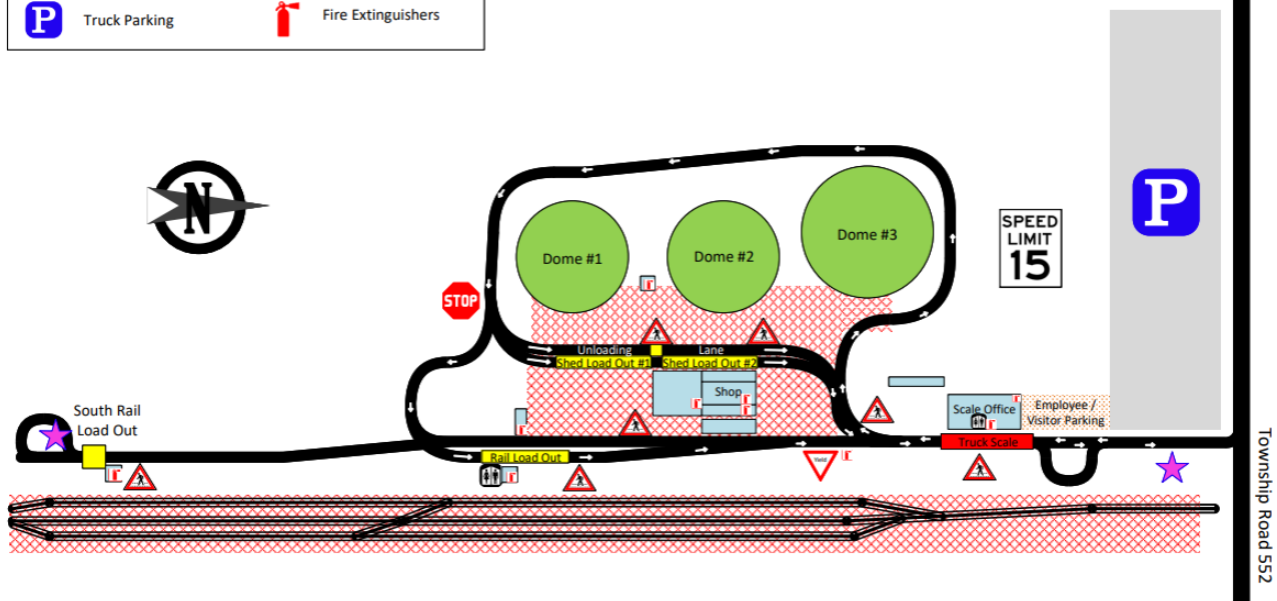 P Truck Parking
Fire Extinguishers
N
P
SPEED
LIMIT
15
Dome #1
Dome #2
Dome #3
STOP
Unloading Lane
Shed Load Out #1
Shed Load Out #2
Shop
Scale Office
Employee /
Visitor Parking
South Rail
Load Out
Truck Scale
Rail Load Out
Yield
Township Road 552